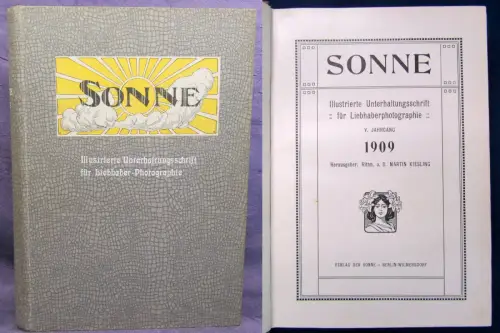 SONNE
Illustrierte Unterhaltungsschrift
für Liebhaber-Photographie
SONNE
Illustrierte Unterhaltungsschrift
:: für Liebhaberphotographie ::
V. JAHRGANG
1909
Herausgeber: Rittm. a. D. MARTIN KIESLING
VERLAG DER SONNE – BERLIN-WILMERSDORF